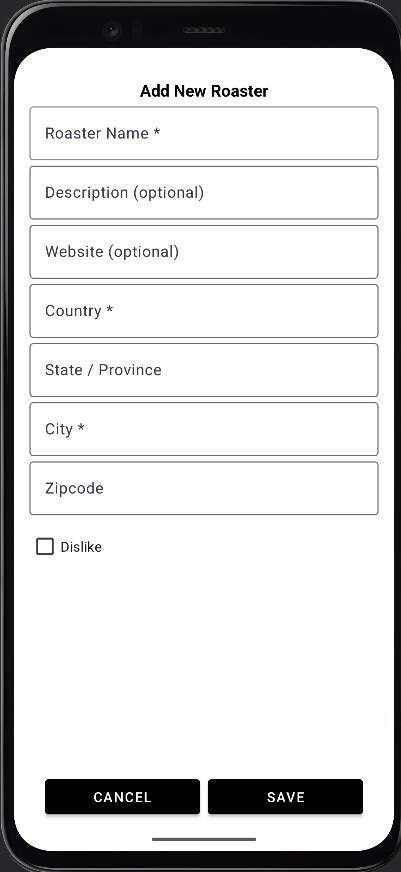 Add New Roaster
Roaster Name *
Description (optional)
Website (optional)
Country *
State / Province
City *
Zipcode
Dislike
CANCEL
SAVE